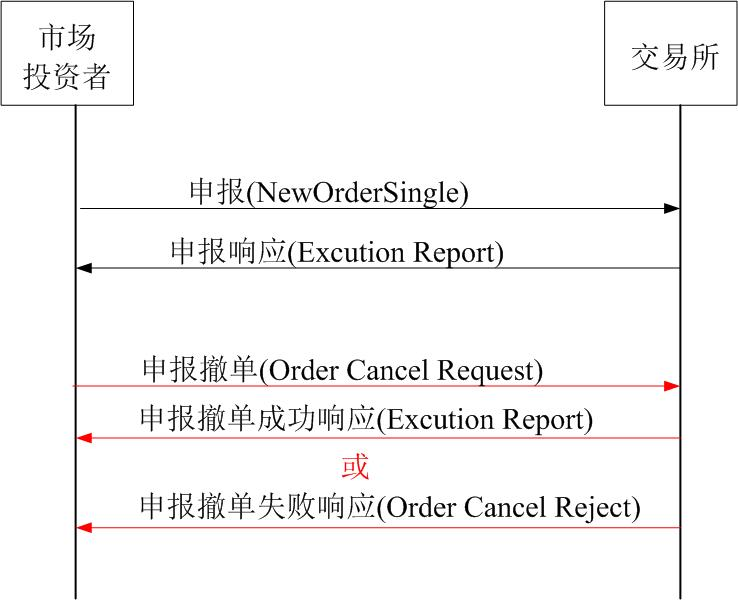 市场
投资者
交易所
申报(NewOrderSingle)
申报响应(Excution Report)
申报撤单(Order Cancel Request)
申报撤单成功响应(Excution Report)
或
申报撤单失败响应(Order Cancel Reject)